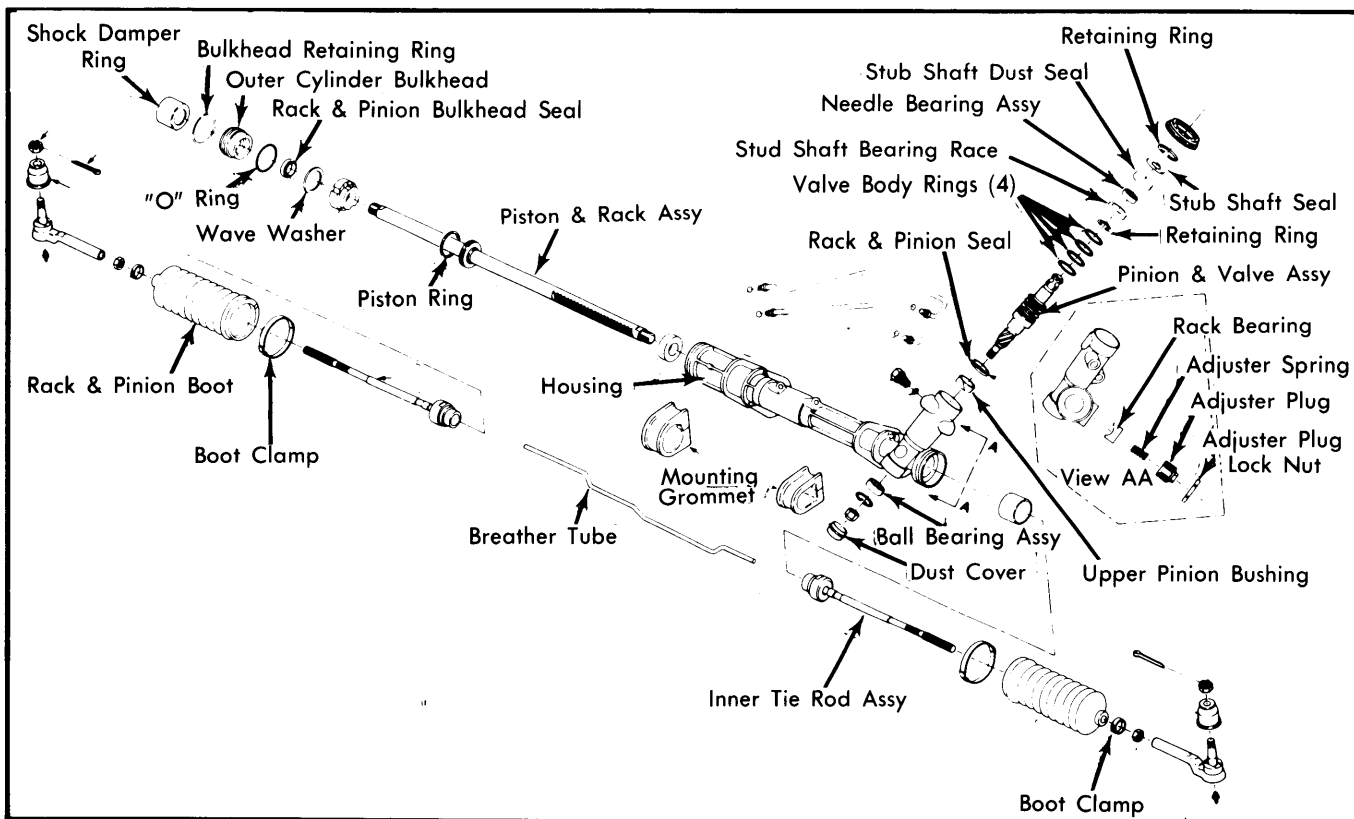 Shock Damper
Ring
Bulkhead Retaining Ring
Outer Cylinder Bulkhead
Rack & Pinion Bulkhead Seal
"O" Ring
Wave Washer
Piston & Rack Assy
Piston Ring
Rack & Pinion Boot
Boot Clamp
Housing
Mounting
Grommet
Breather Tube
Retaining Ring
Stub Shaft Dust Seal
Needle Bearing Assy
Stud Shaft Bearing Race
Valve Body Rings (4)
Rack & Pinion Seal
Stub Shaft Seal
Retaining Ring
Pinion & Valve Assy
Rack Bearing
Adjuster Spring
Adjuster Plug
Adjuster Plug
Lock Nut
View AA
A
A
Ball Bearing Assy
Dust Cover
Upper Pinion Bushing
Inner Tie Rod Assy
Boot Clamp